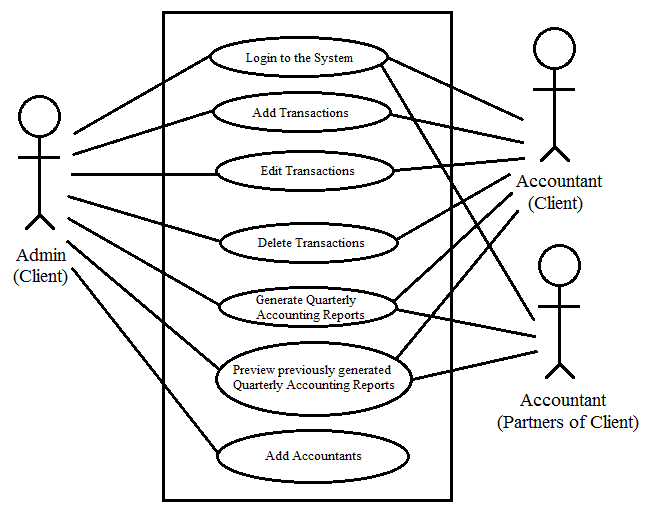 Login to the System
Add Transactions
Edit Transactions
Delete Transactions
Generate Quarterly
Accounting Reports
Preview previously generated
Quarterly Accounting Reports
Add Accountants
Admin
(Client)
Accountant
(Client)
Accountant
(Partners of Client)